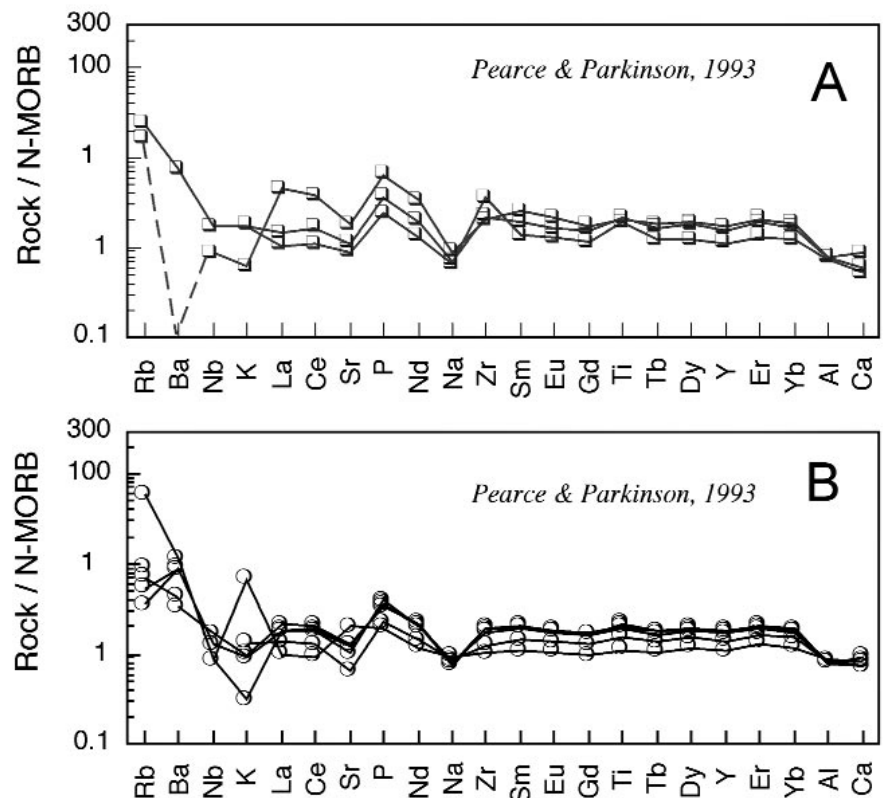 300
100
1
1
0.1
Rock / N-MORB
Pearce & Parkinson, 1993
A
Rb Ba Nb K La Ce Sr P Nd Na Zr Sm Eu Gd Ti Tb Dy Y Er Yb Al Ca
300
100
1
1
0.1
Rock / N-MORB
Pearce & Parkinson, 1993
B
Rb Ba Nb K La Ce Sr P Nd Na Zr Sm Eu Gd Ti Tb Dy Y Er Yb Al Ca